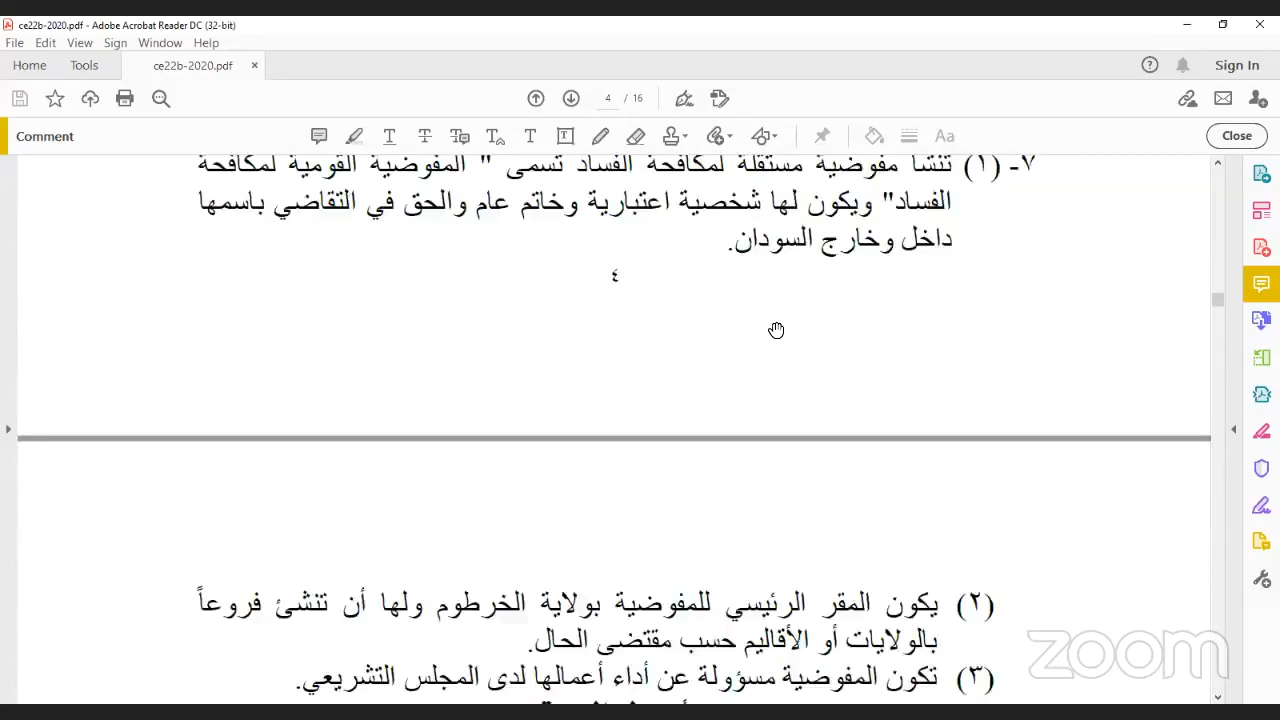 ce22b-2020.pdf - Adobe Acrobat Reader DC (32-bit)
File Edit View Sign Window Help
Home Tools ce22b-2020.pdf × Sign In
4 / 16
Comment Close
٧- (١) تنشأ مفوضية مستقلة لمكافحة الفساد تسمى " المفوضية القومية لمكافحة
الفساد" ويكون لها شخصية اعتبارية وخاتم عام والحق في التقاضي باسمها
داخل وخارج السودان.
٤
(٢) يكون المقر الرئيسي للمفوضية بولاية الخرطوم ولها أن تنشئ فروعاً
بالولايات أو الأقاليم حسب مقتضى الحال.
(٣) تكون المفوضية مسؤولة عن أداء أعمالها لدى المجلس التشريعي.
zoom